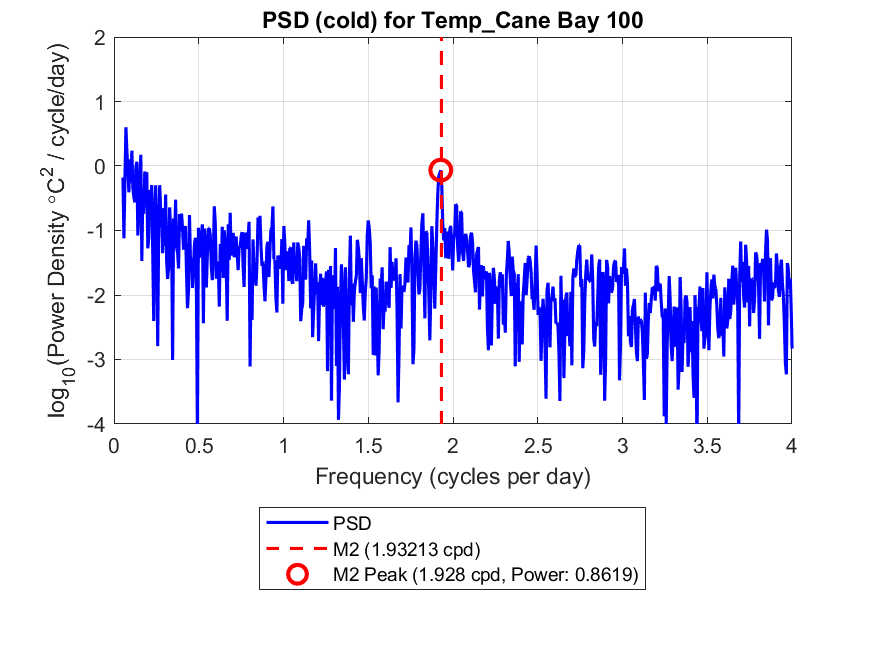 PSD (cold) for Temp_Cane Bay 100
log10(Power Density °C2 / cycle/day)
2
1
0
-1
-2
-3
-4
0 0.5 1 1.5 2 2.5 3 3.5 4
Frequency (cycles per day)
PSD
M2 (1.93213 cpd)
M2 Peak (1.928 cpd, Power: 0.8619)